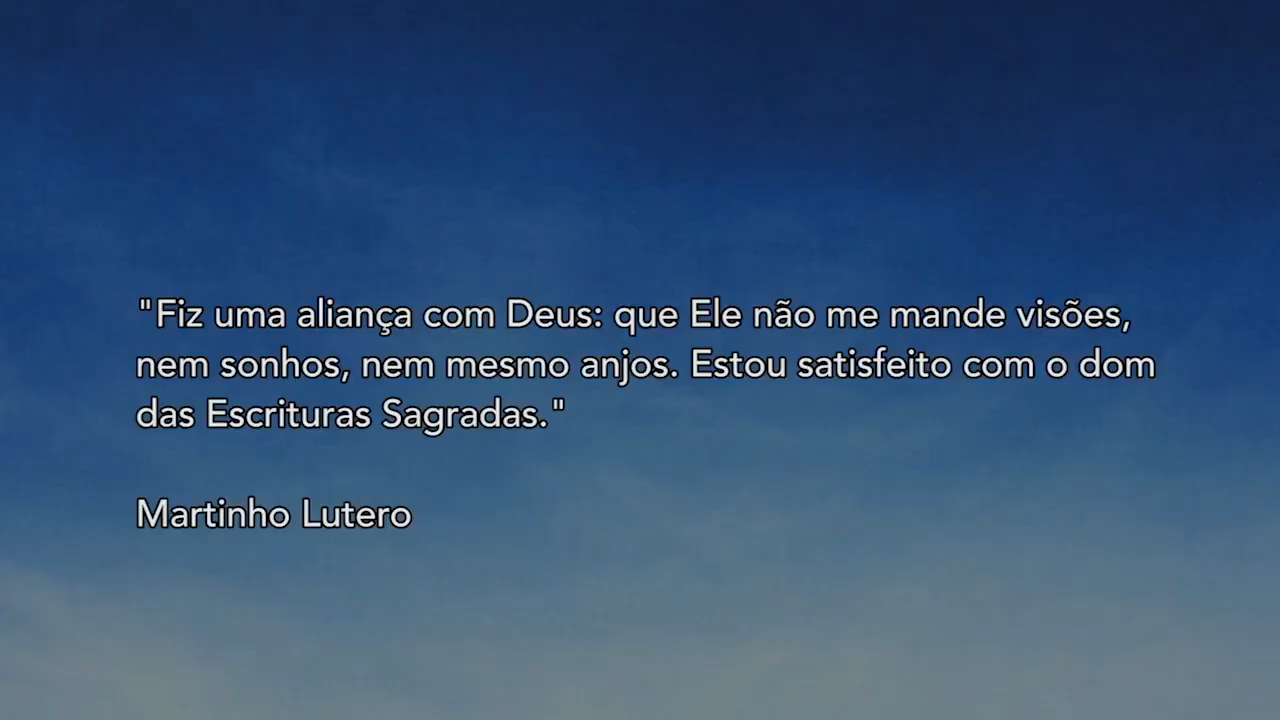 "Fiz uma aliança com Deus: que Ele não me mande visões,
nem sonhos, nem mesmo anjos. Estou satisfeito com o dom
das Escrituras Sagradas."
Martinho Lutero